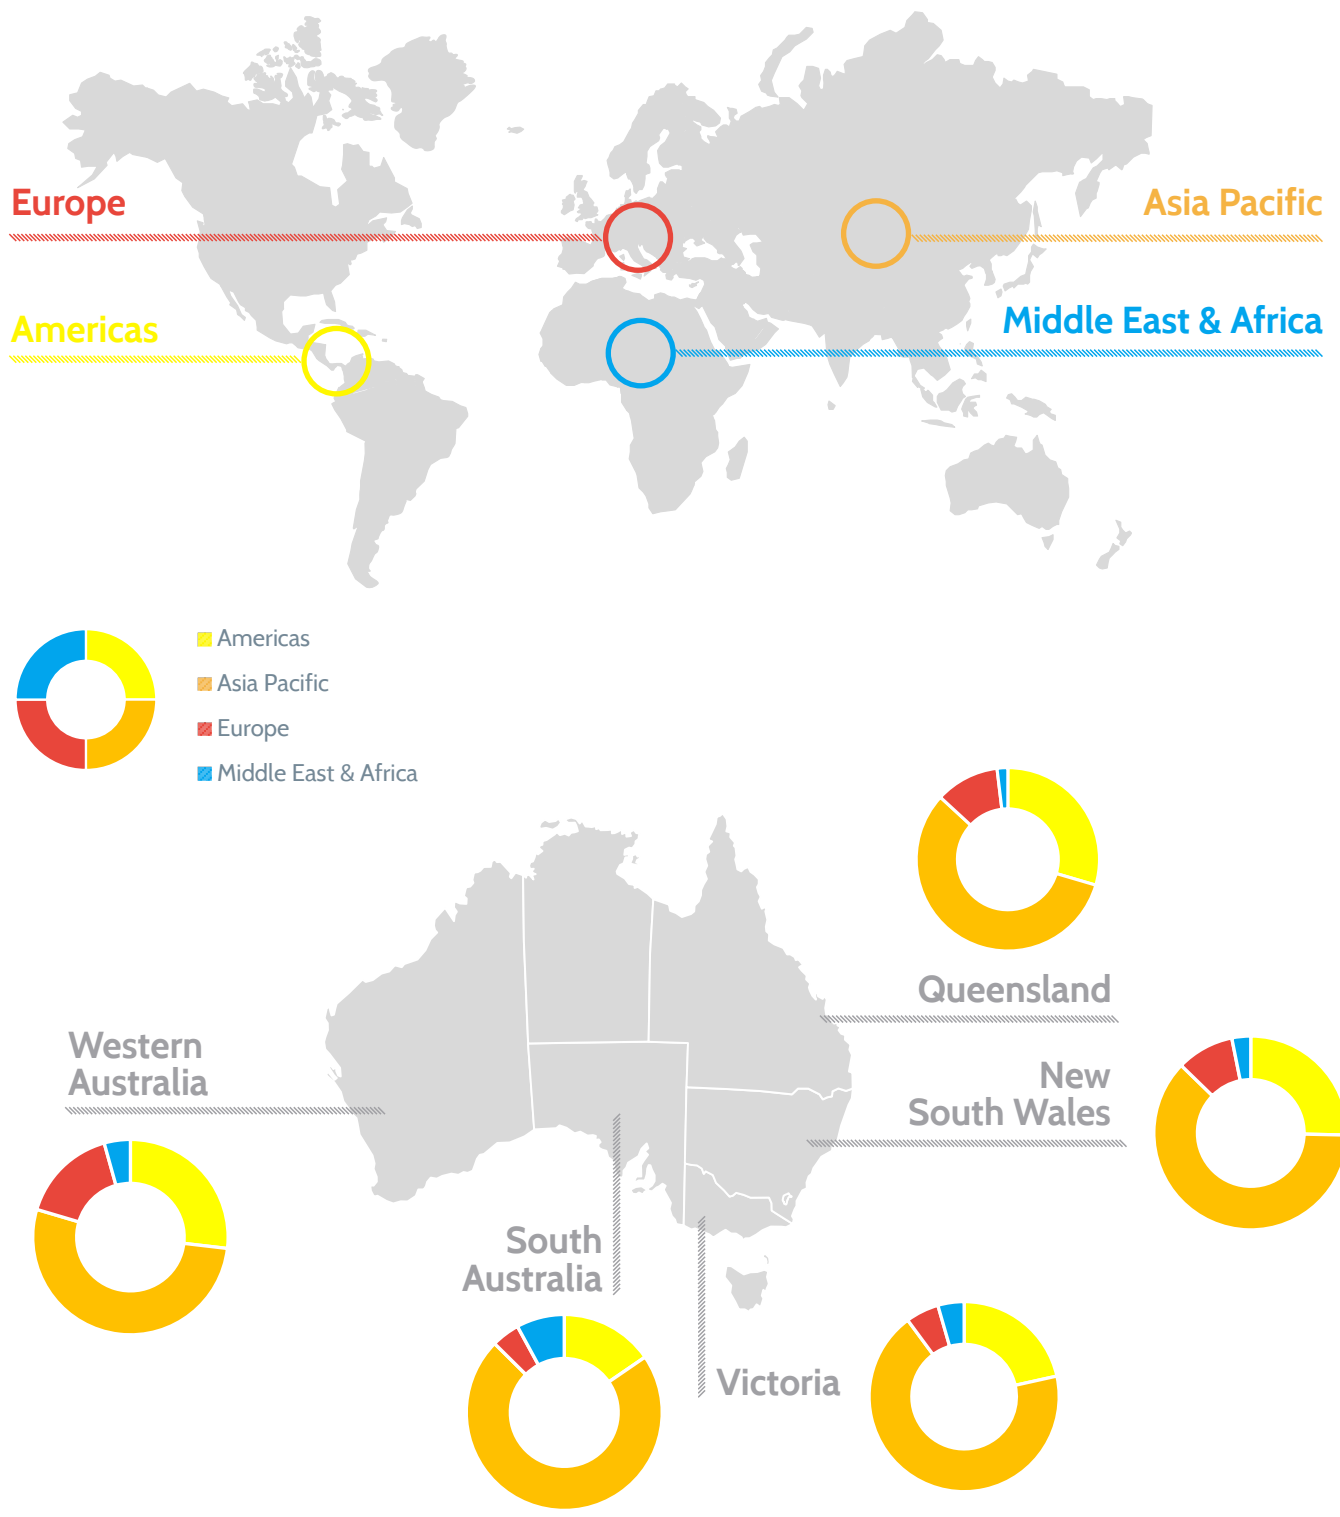 Europe
Asia Pacific
Americas
Middle East & Africa
Americas
Asia Pacific
Europe
Middle East & Africa
Queensland
Western
Australia
New
South Wales
South
Australia
Victoria